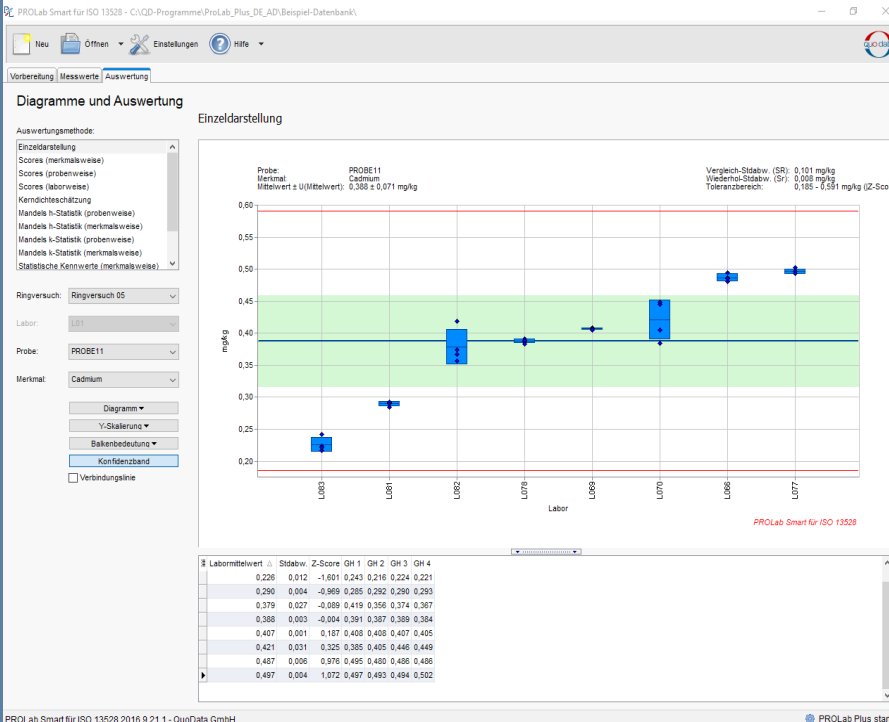 PROLab Smart für ISO 13528 - C:\QD-Programme\ProLab_Plus_DE_AD\Beispiel-Datenbank\
Neu Öffnen Einstellungen Hilfe
quo data
Vorbereitung Messwerte Auswertung
Diagramme und Auswertung
Einzeldarstellung
Auswertungsmethode:
Einzeldarstellung
Scores (merkmalsweise)
Scores (probenweise)
Scores (laborweise)
Kerndichteschätzung
Mandels h-Statistik (probenweise)
Mandels h-Statistik (merkmalsweise)
Mandels k-Statistik (probenweise)
Mandels k-Statistik (merkmalsweise)
Statistische Kennwerte (merkmalsweise)
Ringversuch: Ringversuch 05
Labor: L01
Probe: PROBE11
Merkmal: Cadmium
Diagramm
Y-Skalierung
Balkenbedeutung
Konfidenzband
Verbindungslinie
Probe: PROBE11
Merkmal: Cadmium
Mittelwert ± U(Mittelwert): 0,388 ± 0,071 mg/kg
Vergleich-Stdabw. (SR): 0,101 mg/kg
Wiederhol-Stdabw. (Sr): 0,008 mg/kg
Toleranzbereich: 0,185 - 0,591 mg/kg (|Z-Sco
0,60
0,55
0,50
0,45
0,40
0,35
0,30
0,25
0,20
mg/kg
L083 L081 L082 L078 L069 L070 L066 L077
Labor
PROLab Smart für ISO 13528
Labormittelwert Stdabw. Z-Score GH 1 GH 2 GH 3 GH 4
0,226 0,012 -1,601 0,243 0,216 0,224 0,221
0,290 0,004 -0,969 0,285 0,292 0,290 0,293
0,379 0,027 -0,089 0,419 0,356 0,374 0,367
0,388 0,003 -0,004 0,391 0,387 0,389 0,384
0,407 0,001 0,187 0,408 0,408 0,407 0,405
0,421 0,031 0,325 0,385 0,405 0,446 0,449
0,487 0,006 0,976 0,495 0,480 0,486 0,486
0,497 0,004 1,072 0,497 0,493 0,494 0,502
PROLab Smart für ISO 13528 2016.9.21.1 - QuoData GmbH
PROLab Plus star